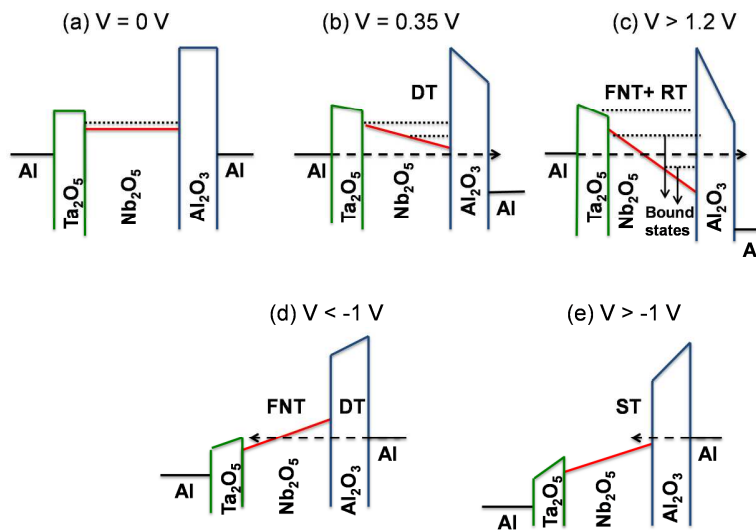 (a) V = 0 V
(b) V = 0.35 V
(c) V > 1.2 V
Al
Ta₂O₅
Nb₂O₅
Al₂O₃
Al
DT
Al
Ta₂O₅
Nb₂O₅
Al₂O₃
Al
FNT+ RT
Al
Ta₂O₅
Nb₂O₅
Bound
states
Al₂O₃
A
(d) V < -1 V
(e) V > -1 V
FNT
DT
Al
Ta₂O₅
Nb₂O₅
Al₂O₃
Al
ST
Al
Ta₂O₅
Nb₂O₅
Al₂O₃
Al